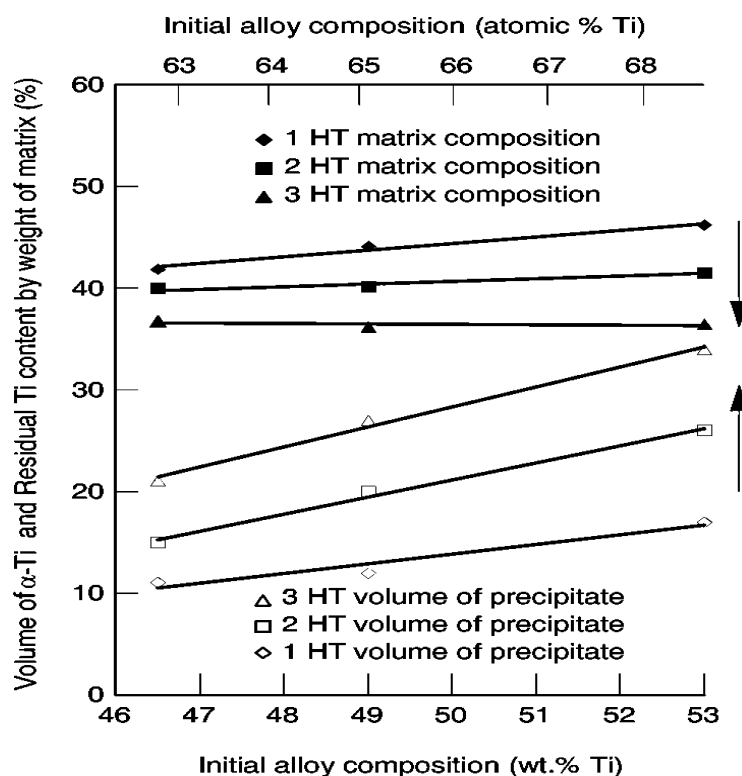 Initial alloy composition (atomic % Ti)
63 64 65 66 67 68
60
50
40
30
20
10
0
Volume of α-Ti and Residual Ti content by weight of matrix (%)
1 HT matrix composition
2 HT matrix composition
3 HT matrix composition
3 HT volume of precipitate
2 HT volume of precipitate
1 HT volume of precipitate
46 47 49 50 51 52 53
Initial alloy composition (wt.% Ti)